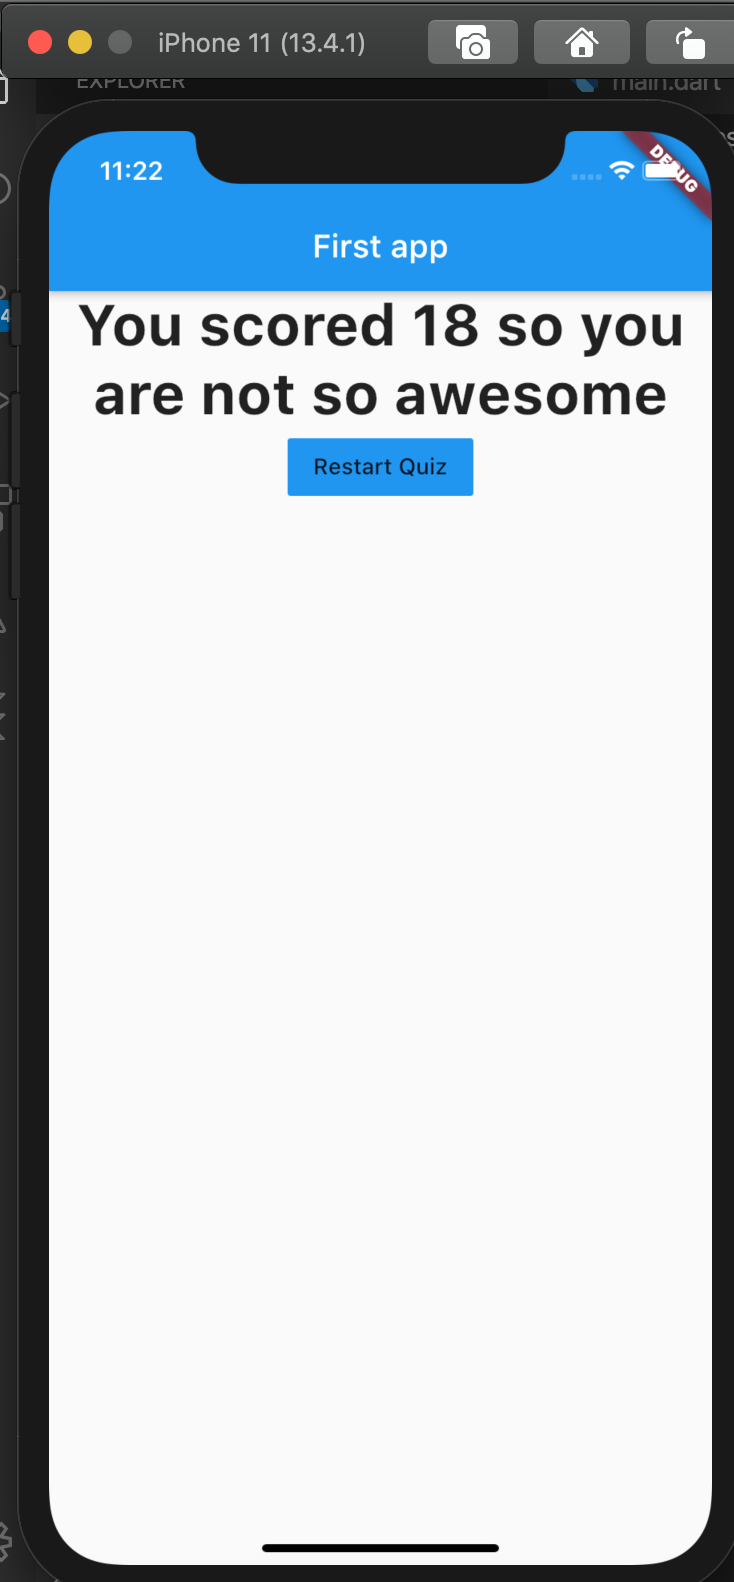 iPhone 11 (13.4.1)
EXPLORER
main.dart
11:22
DEBUG
First app
You scored 18 so you
are not so awesome
Restart Quiz
4